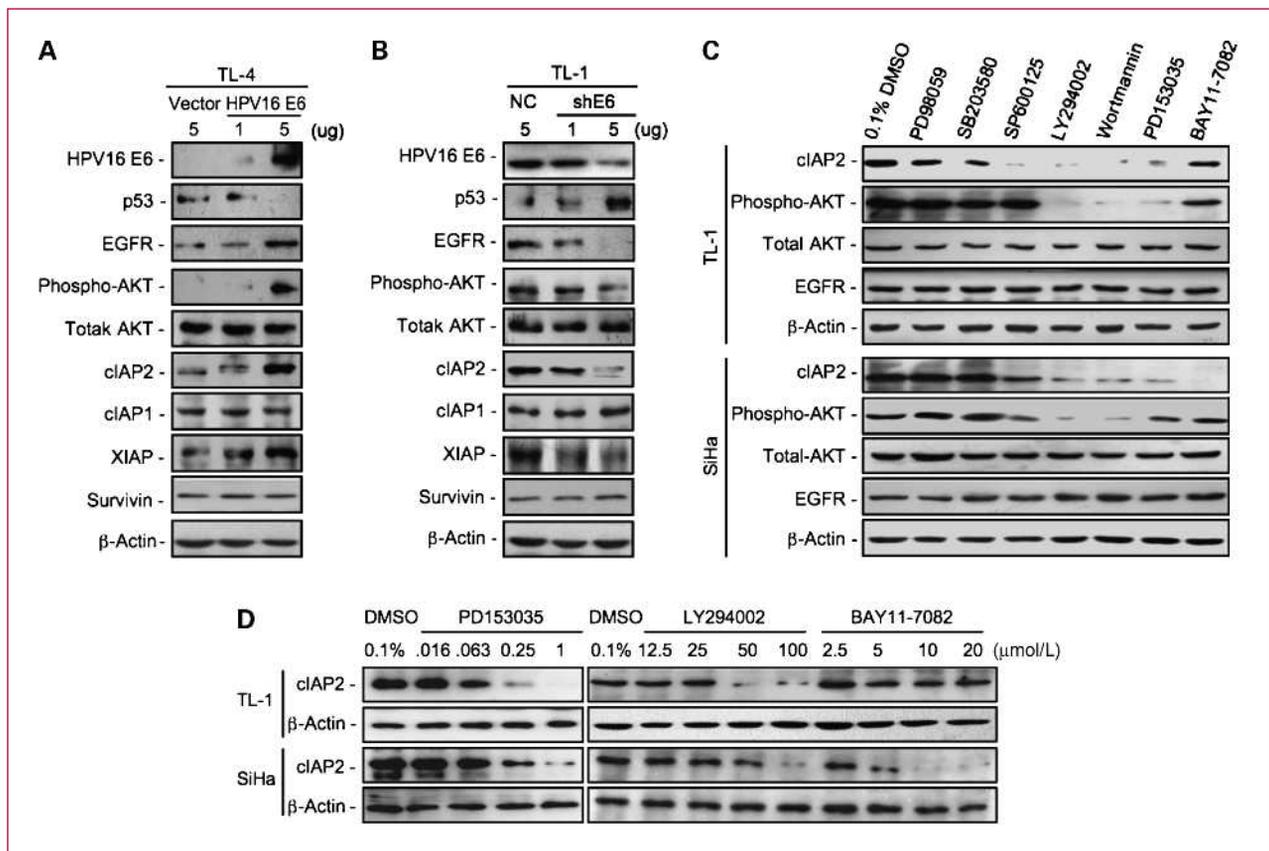 A
TL-4
Vector HPV16 E6
5 1 5 (ug)
HPV16 E6 -
p53 -
EGFR -
Phospho-AKT -
Totak AKT -
cIAP2 -
cIAP1 -
XIAP -
Survivin -
β-Actin -
B
TL-1
NC shE6
5 1 5 (ug)
HPV16 E6 -
p53 -
EGFR -
Phospho-AKT -
Totak AKT -
cIAP2 -
cIAP1 -
XIAP -
Survivin -
β-Actin -
C
0.1% DMSO PD98059 SB203580 SP600125 LY294002 Wortmannin PD153035 BAY11-7082
TL-1
cIAP2 -
Phospho-AKT -
Total AKT -
EGFR -
β-Actin -
SiHa
cIAP2 -
Phospho-AKT -
Total-AKT -
EGFR -
β-Actin -
D
DMSO PD153035 DMSO LY294002 BAY11-7082
0.1% .016 .063 0.25 1 0.1% 12.5 25 50 100 2.5 5 10 20 (μmol/L)
TL-1
cIAP2 -
β-Actin -
SiHa
cIAP2 -
β-Actin -